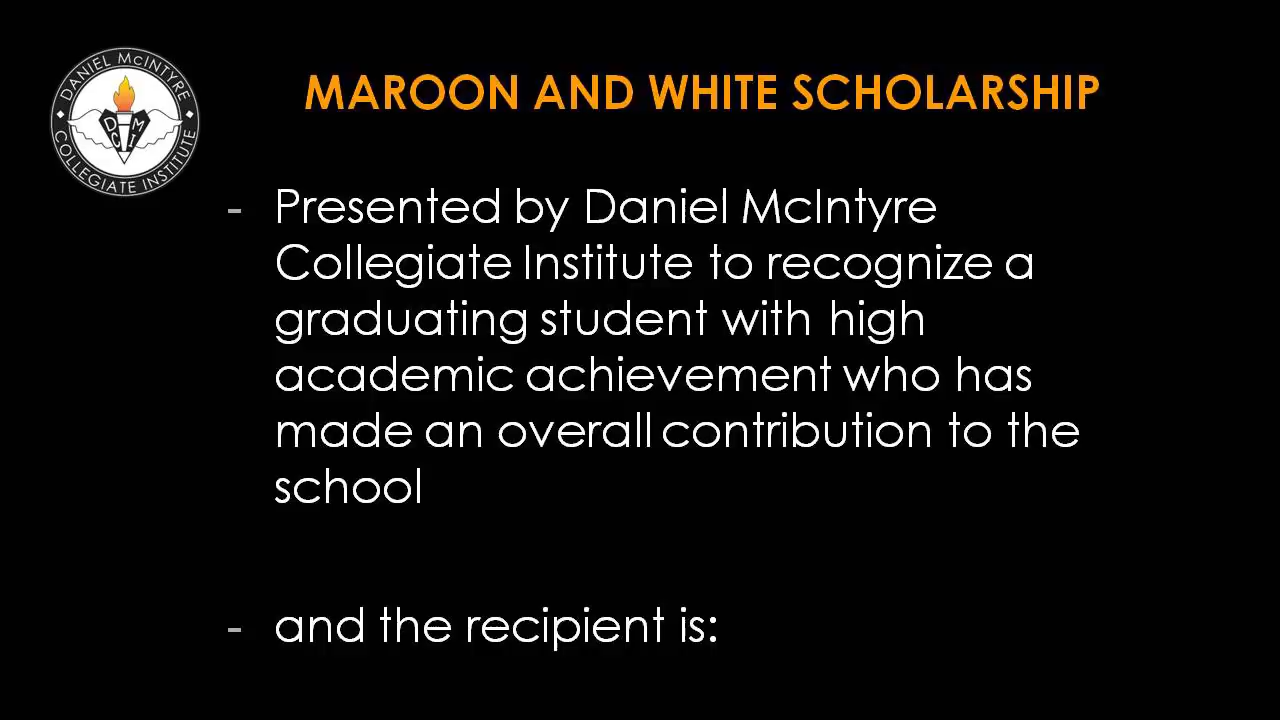 DANIEL McINTYRE
COLLEGIATE INSTITUTE
D M
C I
MAROON AND WHITE SCHOLARSHIP
- Presented by Daniel McIntyre
Collegiate Institute to recognize a
graduating student with high
academic achievement who has
made an overall contribution to the
school
- and the recipient is: